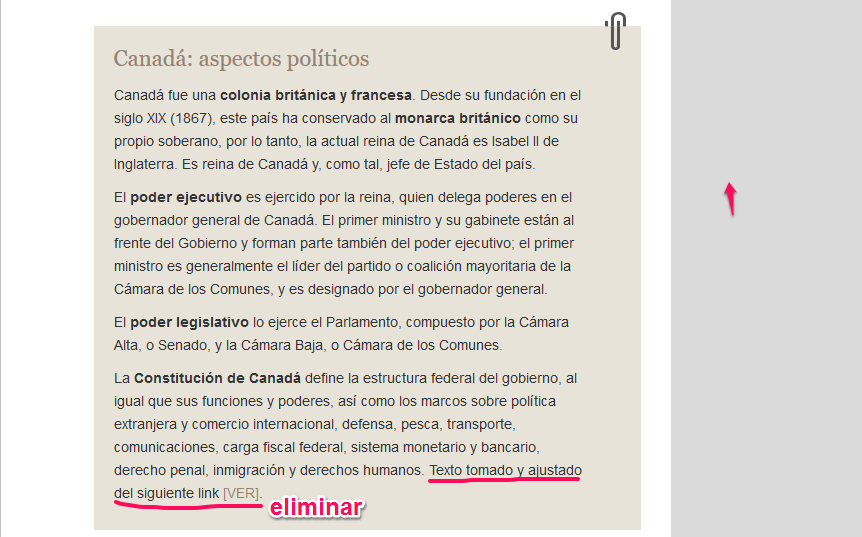 Canadá: aspectos políticos
Canadá fue una colonia británica y francesa. Desde su fundación en el
siglo XIX (1867), este país ha conservado al monarca británico como su
propio soberano, por lo tanto, la actual reina de Canadá es Isabel II de
Inglaterra. Es reina de Canadá y, como tal, jefe de Estado del país.
El poder ejecutivo es ejercido por la reina, quien delega poderes en el
gobernador general de Canadá. El primer ministro y su gabinete están al
frente del Gobierno y forman parte también del poder ejecutivo; el primer
ministro es generalmente el líder del partido o coalición mayoritaria de la
Cámara de los Comunes, y es designado por el gobernador general.
El poder legislativo lo ejerce el Parlamento, compuesto por la Cámara
Alta, o Senado, y la Cámara Baja, o Cámara de los Comunes.
La Constitución de Canadá define la estructura federal del gobierno, al
igual que sus funciones y poderes, así como los marcos sobre política
extranjera y comercio internacional, defensa, pesca, transporte,
comunicaciones, carga fiscal federal, sistema monetario y bancario,
derecho penal, inmigración y derechos humanos. Texto tomado y ajustado
del siguiente link [VER].
eliminar